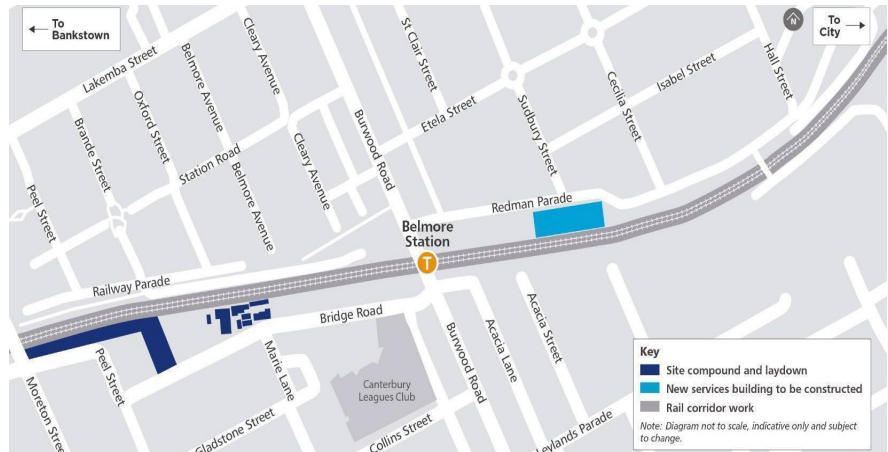 To
Bankstown
N
To
City
Lakemba Street
Cleary Avenue
Belmore Avenue
Oxford Street
Brande Street
Peel Street
Station Road
Belmore Avenue
Cleary Avenue
Burwood Road
St Clair Street
Etela Street
Sudbury Street
Cecilia Street
Isabel Street
Hall Street
Redman Parade
Belmore
Station
T
Railway Parade
Bridge Road
Peel Street
Moreton Street
Marie Lane
Gladstone Street
Canterbury
Leagues Club
Collins Street
Burwood Road
Acacia Lane
Acacia Street
Leylands Parade
Key
Site compound and laydown
New services building to be constructed
Rail corridor work
Note: Diagram not to scale, indicative only and subject
to change.